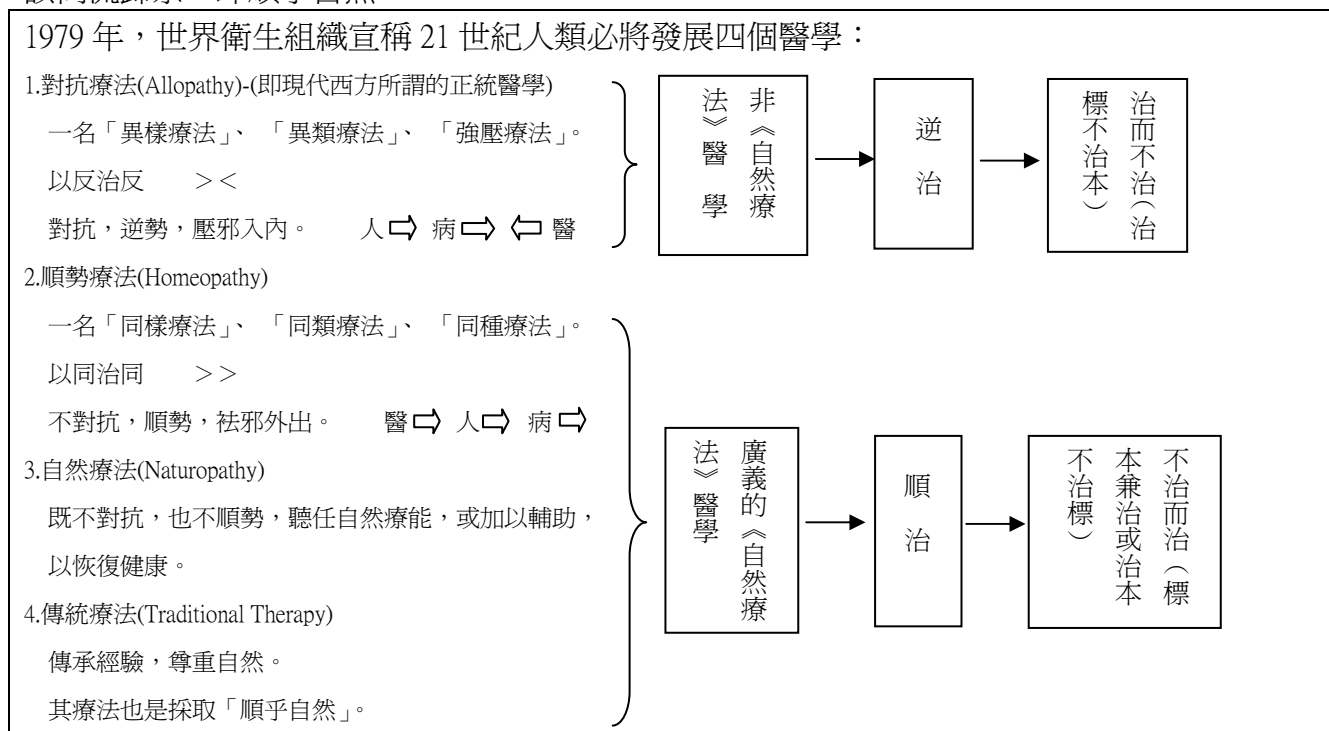 1979 年,世界衛生組織宣稱 21 世紀人類必將發展四個醫學:
1.對抗療法(Allopathy)-(即現代西方所謂的正統醫學)
一名「異樣療法」、「異類療法」、「強壓療法」。
以反治反 ><
對抗,逆勢,壓邪入內。 人⇨ 病⇨ ⇦ 醫
非《自然療
法》醫學
逆治
治而不治(治
標不治本)
2.順勢療法(Homeopathy)
一名「同樣療法」、「同類療法」、「同種療法」。
以同治同 >>
不對抗,順勢,袪邪外出。 醫⇨ 人⇨ 病⇨
3.自然療法(Naturopathy)
既不對抗,也不順勢,聽任自然療能,或加以輔助,
以恢復健康。
4.傳統療法(Traditional Therapy)
傳承經驗,尊重自然。
其療法也是採取「順乎自然」。
廣義的《自然療
法》醫學
順治
不治而治(標
本兼治或治本
不治標)